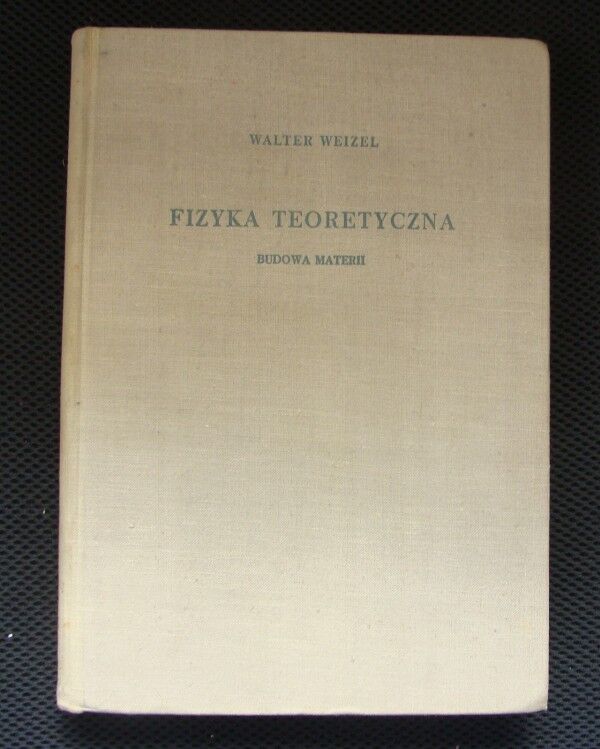 WALTER WEIZEL
FIZYKA TEORETYCZNA
BUDOWA MATERII